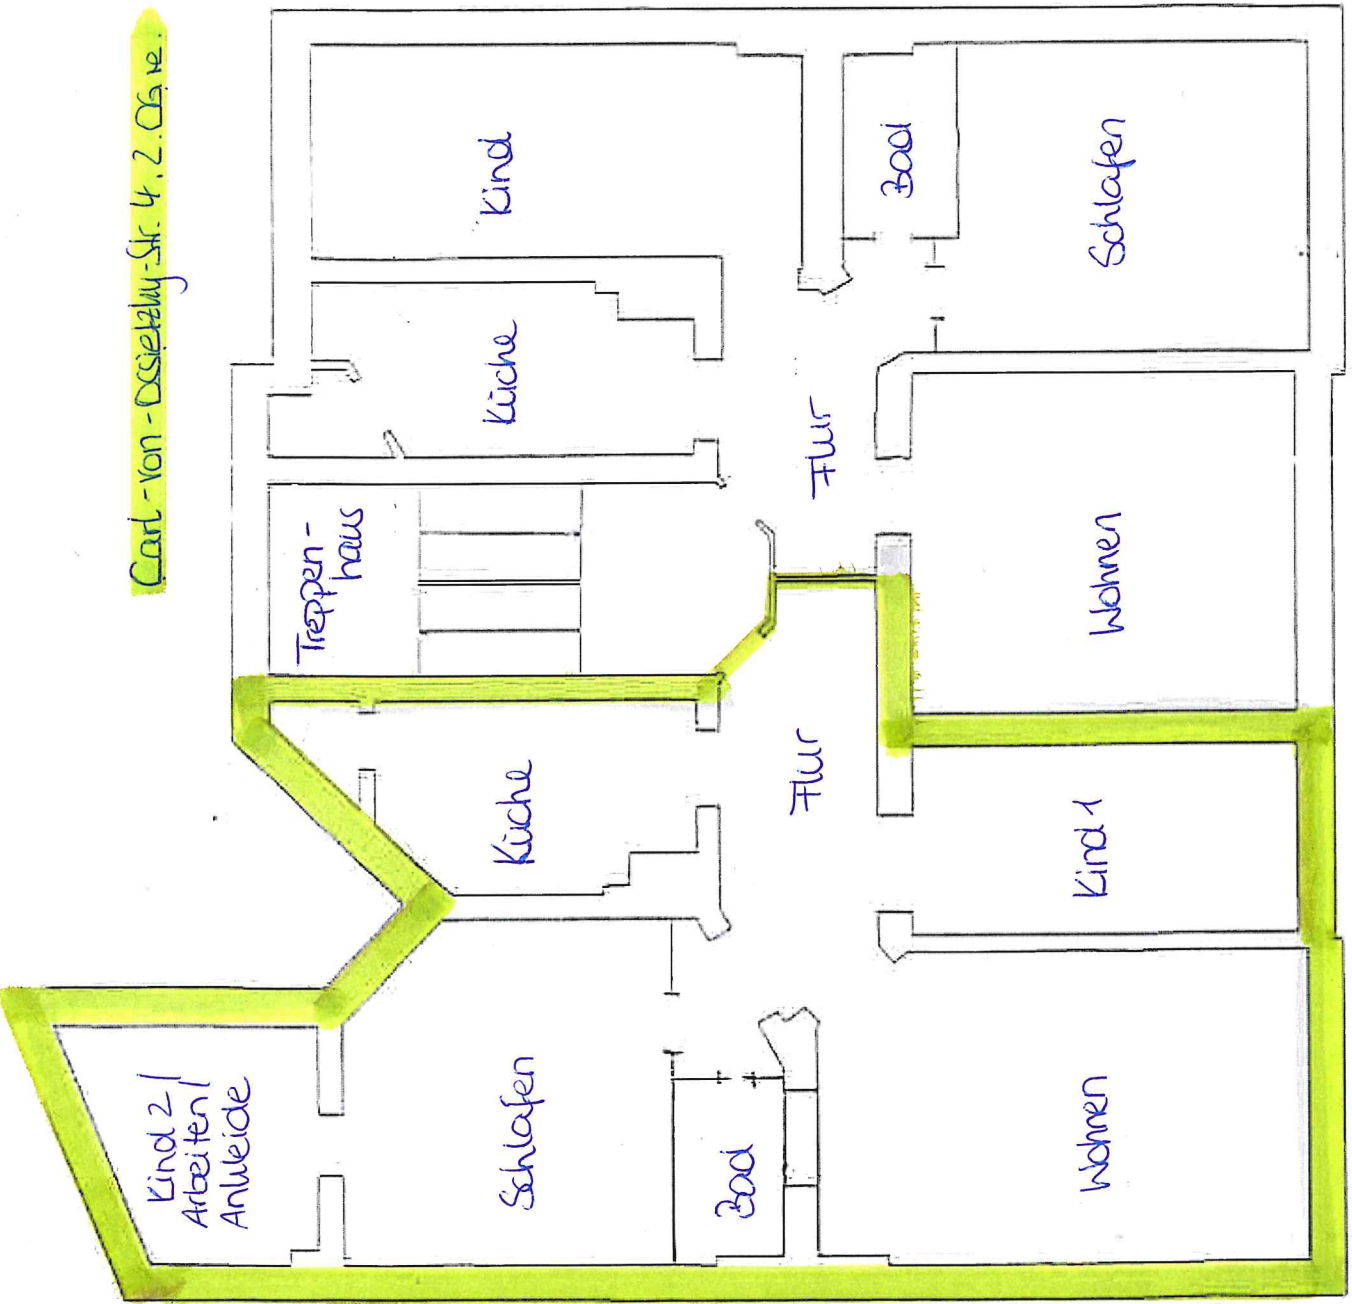 Carl-von-Ossietzky-Str. 4, 2. OG re.
Kind 2 /
Arbeiten /
Ankleide
Treppen-
haus
Schlafen
Küche
Küche
Kind
Bad
Flur
Flur
Bad
Wohnen
Kind 1
Wohnen
Schlafen